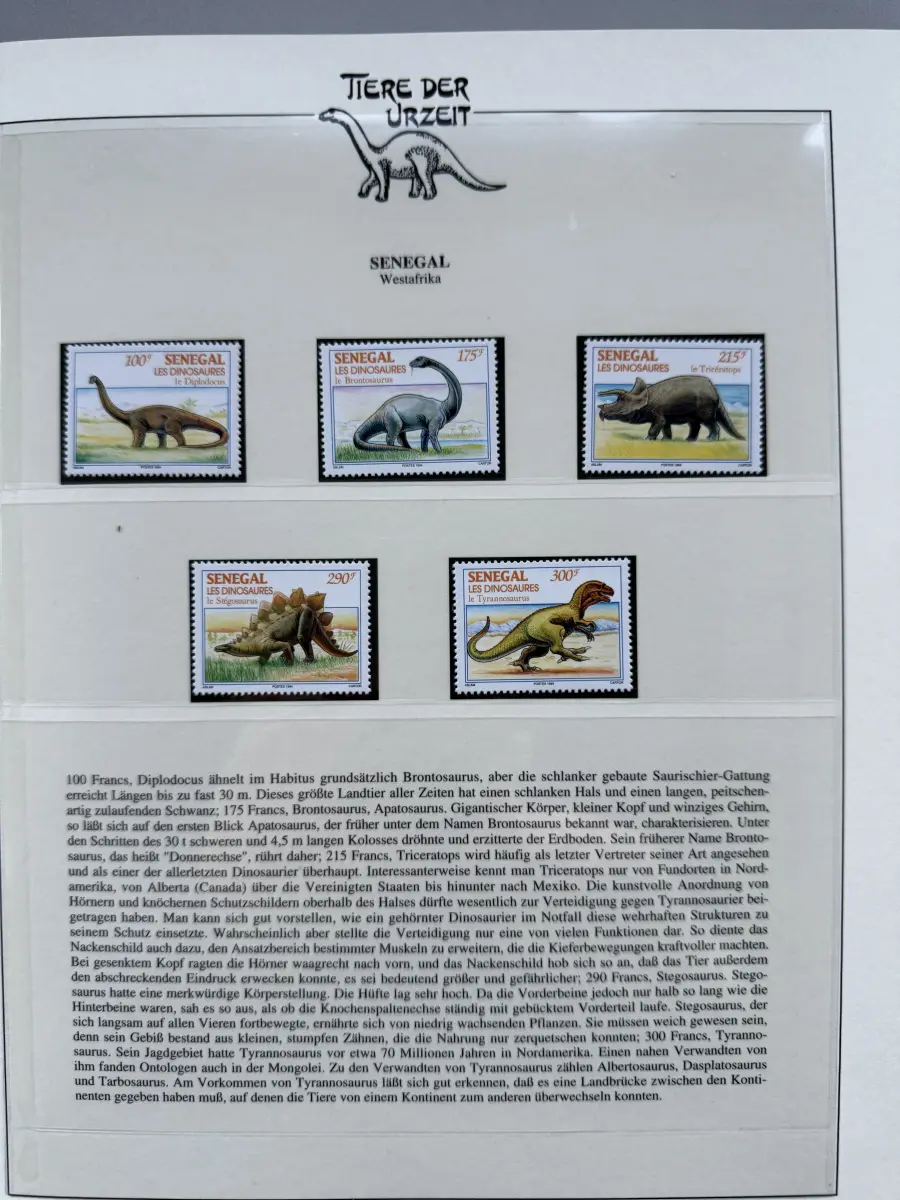 TIERE DER
URZEIT
SENEGAL
Westafrika
100F SENEGAL
LES DINOSAURES
le Diplodocus
POSTES 1994
CARTOR
SENEGAL 175F
LES DINOSAURES
le Brontosaurus
POSTES 1994
CARTOR
SENEGAL 215F
LES DINOSAURES le Tricératops
POSTES 1994
CARTOR
SENEGAL 290F
LES DINOSAURES
le Stégosaurus
POSTES 1994
CARTOR
SENEGAL 300F
LES DINOSAURES
le Tyrannosaurus
POSTES 1994
CARTOR
100 Francs, Diplodocus ähnelt im Habitus grundsätzlich Brontosaurus, aber die schlanker gebaute Saurischier-Gattung
erreicht Längen bis zu fast 30 m. Dieses größte Landtier aller Zeiten hat einen schlanken Hals und einen langen, peitschen-
artig zulaufenden Schwanz; 175 Francs, Brontosaurus, Apatosaurus. Gigantischer Körper, kleiner Kopf und winziges Gehirn,
so läßt sich auf den ersten Blick Apatosaurus, der früher unter dem Namen Brontosaurus bekannt war, charakterisieren. Unter
den Schritten des 30 t schweren und 4,5 m langen Kolosses dröhnte und erzitterte der Erdboden. Sein früherer Name Bronto-
saurus, das heißt "Donnerechse", rührt daher; 215 Francs, Triceratops wird häufig als letzter Vertreter seiner Art angesehen
und als einer der allerletzten Dinosaurier überhaupt. Interessanterweise kennt man Triceratops nur von Fundorten in Nord-
amerika, von Alberta (Canada) über die Vereinigten Staaten bis hinunter nach Mexiko. Die kunstvolle Anordnung von
Hörnern und knöchernen Schutzschildern oberhalb des Halses dürfte wesentlich zur Verteidigung gegen Tyrannosaurier bei-
getragen haben. Man kann sich gut vorstellen, wie ein gehörnter Dinosaurier im Notfall diese wehrhaften Strukturen zu
seinem Schutz einsetzte. Wahrscheinlich aber stellte die Verteidigung nur eine von vielen Funktionen dar. So diente das
Nackenschild auch dazu, den Ansatzbereich bestimmter Muskeln zu erweitern, die die Kieferbewegungen kraftvoller machten.
Bei gesenktem Kopf ragten die Hörner waagrecht nach vorn, und das Nackenschild hob sich so an, daß das Tier außerdem
den abschreckenden Eindruck erwecken konnte, es sei bedeutend größer und gefährlicher; 290 Francs, Stegosaurus. Stego-
saurus hatte eine merkwürdige Körperstellung. Die Hüfte lag sehr hoch. Da die Vorderbeine jedoch nur halb so lang wie die
Hinterbeine waren, sah es so aus, als ob die Knochenspaltenechse ständig mit gebücktem Vorderteil laufe. Stegosaurus, der
sich langsam auf allen Vieren fortbewegte, ernährte sich von niedrig wachsenden Pflanzen. Sie müssen weich gewesen sein,
denn sein Gebiß bestand aus kleinen, stumpfen Zähnen, die die Nahrung nur zerquetschen konnten; 300 Francs, Tyranno-
saurus. Sein Jagdgebiet hatte Tyrannosaurus vor etwa 70 Millionen Jahren in Nordamerika. Einen nahen Verwandten von
ihm fanden Ontologen auch in der Mongolei. Zu den Verwandten von Tyrannosaurus zählen Albertosaurus, Dasplatosaurus
und Tarbosaurus. Am Vorkommen von Tyrannosaurus läßt sich gut erkennen, daß es eine Landbrücke zwischen den Konti-
nenten gegeben haben muß, auf denen die Tiere von einem Kontinent zum anderen überwechseln konnten.